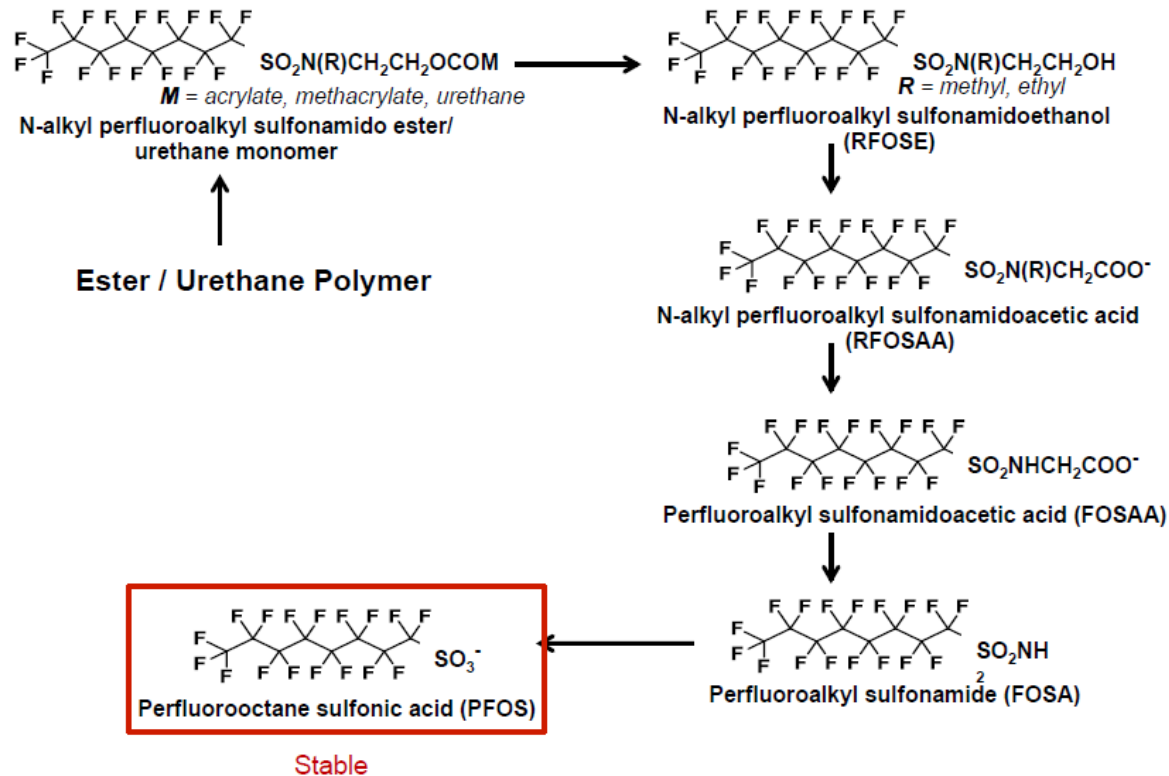 F F F F F F F F
F
F F F F F F F
F
SO₂N(R)CH₂CH₂OCOM
M = acrylate, methacrylate, urethane
N-alkyl perfluoroalkyl sulfonamido ester/
urethane monomer
F F F F F F F F
F
F F F F F F F
F
SO₂N(R)CH₂CH₂OH
R = methyl, ethyl
N-alkyl perfluoroalkyl sulfonamidoethanol
(RFOSE)
Ester / Urethane Polymer
F F F F F F F F
F
F F F F F F F
F
SO₂N(R)CH₂COO⁻
N-alkyl perfluoroalkyl sulfonamidoacetic acid
(RFOSAA)
F F F F F F F F
F
F F F F F F F
F
SO₂NHCH₂COO⁻
Perfluoroalkyl sulfonamidoacetic acid (FOSAA)
F F F F F F F F
F
F F F F F F F
F
SO₂NH
2
Perfluoroalkyl sulfonamide (FOSA)
F F F F F F F F
F
F F F F F F F
F
SO₃⁻
Perfluorooctane sulfonic acid (PFOS)
Stable